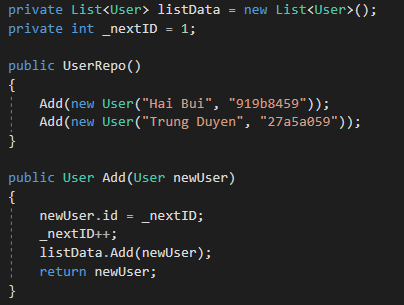 private List<User> listData = new List<User>();
private int _nextID = 1;
public UserRepo()
{
Add(new User("Hai Bui", "919b8459"));
Add(new User("Trung Duyen", "27a5a059"));
}
public User Add(User newUser)
{
newUser.id = _nextID;
_nextID++;
listData.Add(newUser);
return newUser;
}